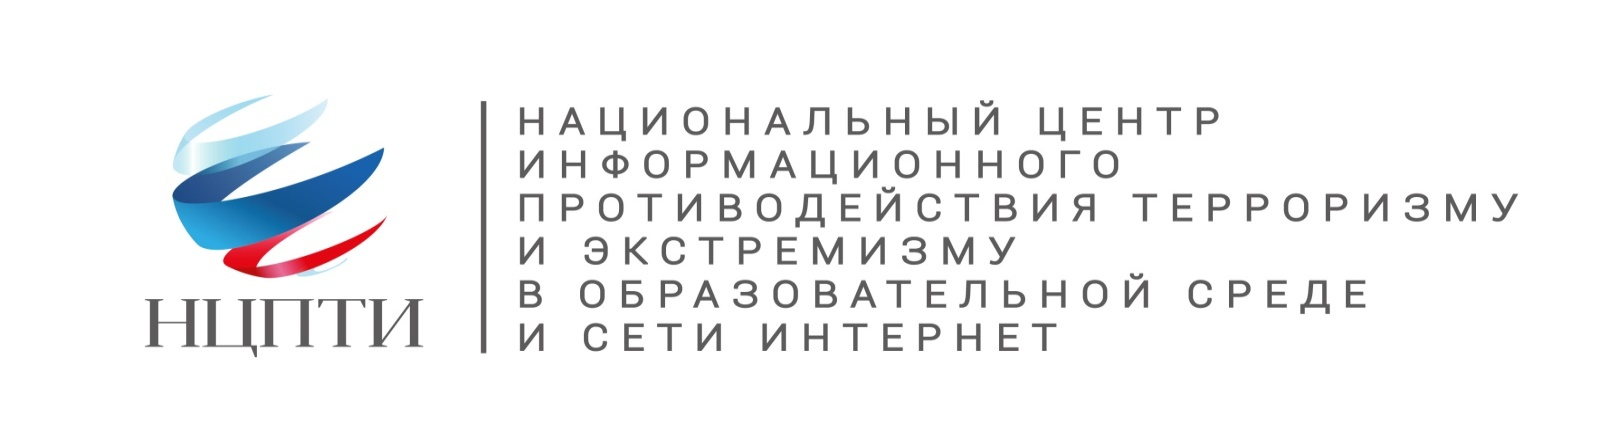 НЦПТИ
НАЦИОНАЛЬНЫЙ ЦЕНТР
ИНФОРМАЦИОННОГО
ПРОТИВОДЕЙСТВИЯ ТЕРРОРИЗМУ
И ЭКСТРЕМИЗМУ
В ОБРАЗОВАТЕЛЬНОЙ СРЕДЕ
И СЕТИ ИНТЕРНЕТ